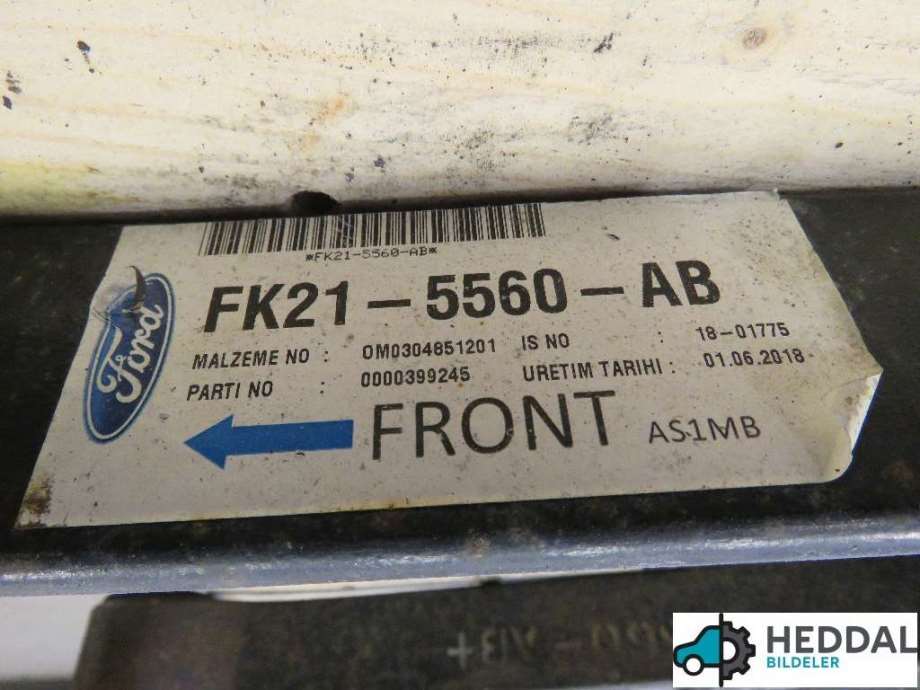 *FK21-5560-AB*
Ford
FK21-5560-AB
MALZEME NO : 0M0304851201 IS NO : 18-01775
PARTI NO : 0000399245 URETIM TARIHI : 01.06.2018
FRONT AS1MB
HEDDAL
BILDELER